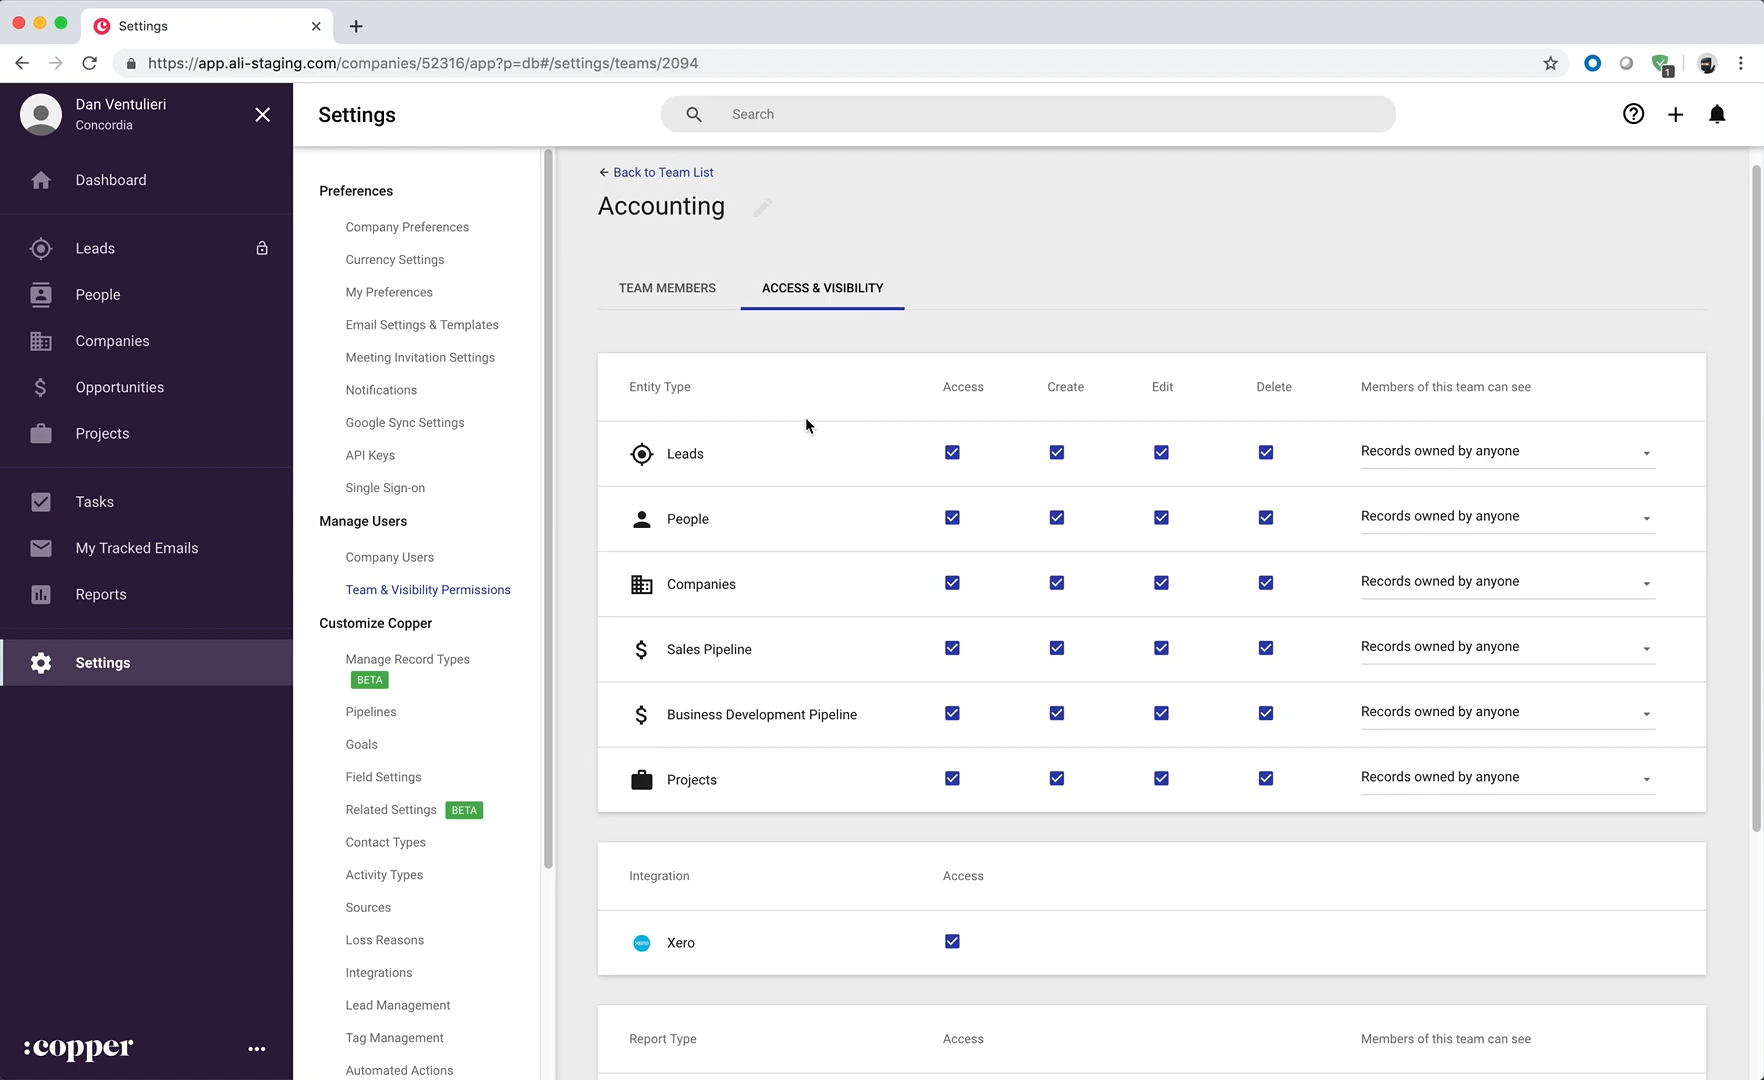 Settings
https://app.ali-staging.com/companies/52316/app?p=db#/settings/teams/2094
1
Dan Ventulieri
Concordia
Settings
Search
Dashboard
Leads
People
Companies
Opportunities
Projects
Tasks
My Tracked Emails
Reports
Settings
:copper
Preferences
Company Preferences
Currency Settings
My Preferences
Email Settings & Templates
Meeting Invitation Settings
Notifications
Google Sync Settings
API Keys
Single Sign-on
Manage Users
Company Users
Team & Visibility Permissions
Customize Copper
Manage Record Types
BETA
Pipelines
Goals
Field Settings
Related Settings BETA
Contact Types
Activity Types
Sources
Loss Reasons
Integrations
Lead Management
Tag Management
Automated Actions
← Back to Team List
Accounting
TEAM MEMBERS ACCESS & VISIBILITY
Entity Type Access Create Edit Delete Members of this team can see
Leads Records owned by anyone
People Records owned by anyone
Companies Records owned by anyone
$ Sales Pipeline Records owned by anyone
$ Business Development Pipeline Records owned by anyone
Projects Records owned by anyone
Integration Access
xero Xero
Report Type Access Members of this team can see